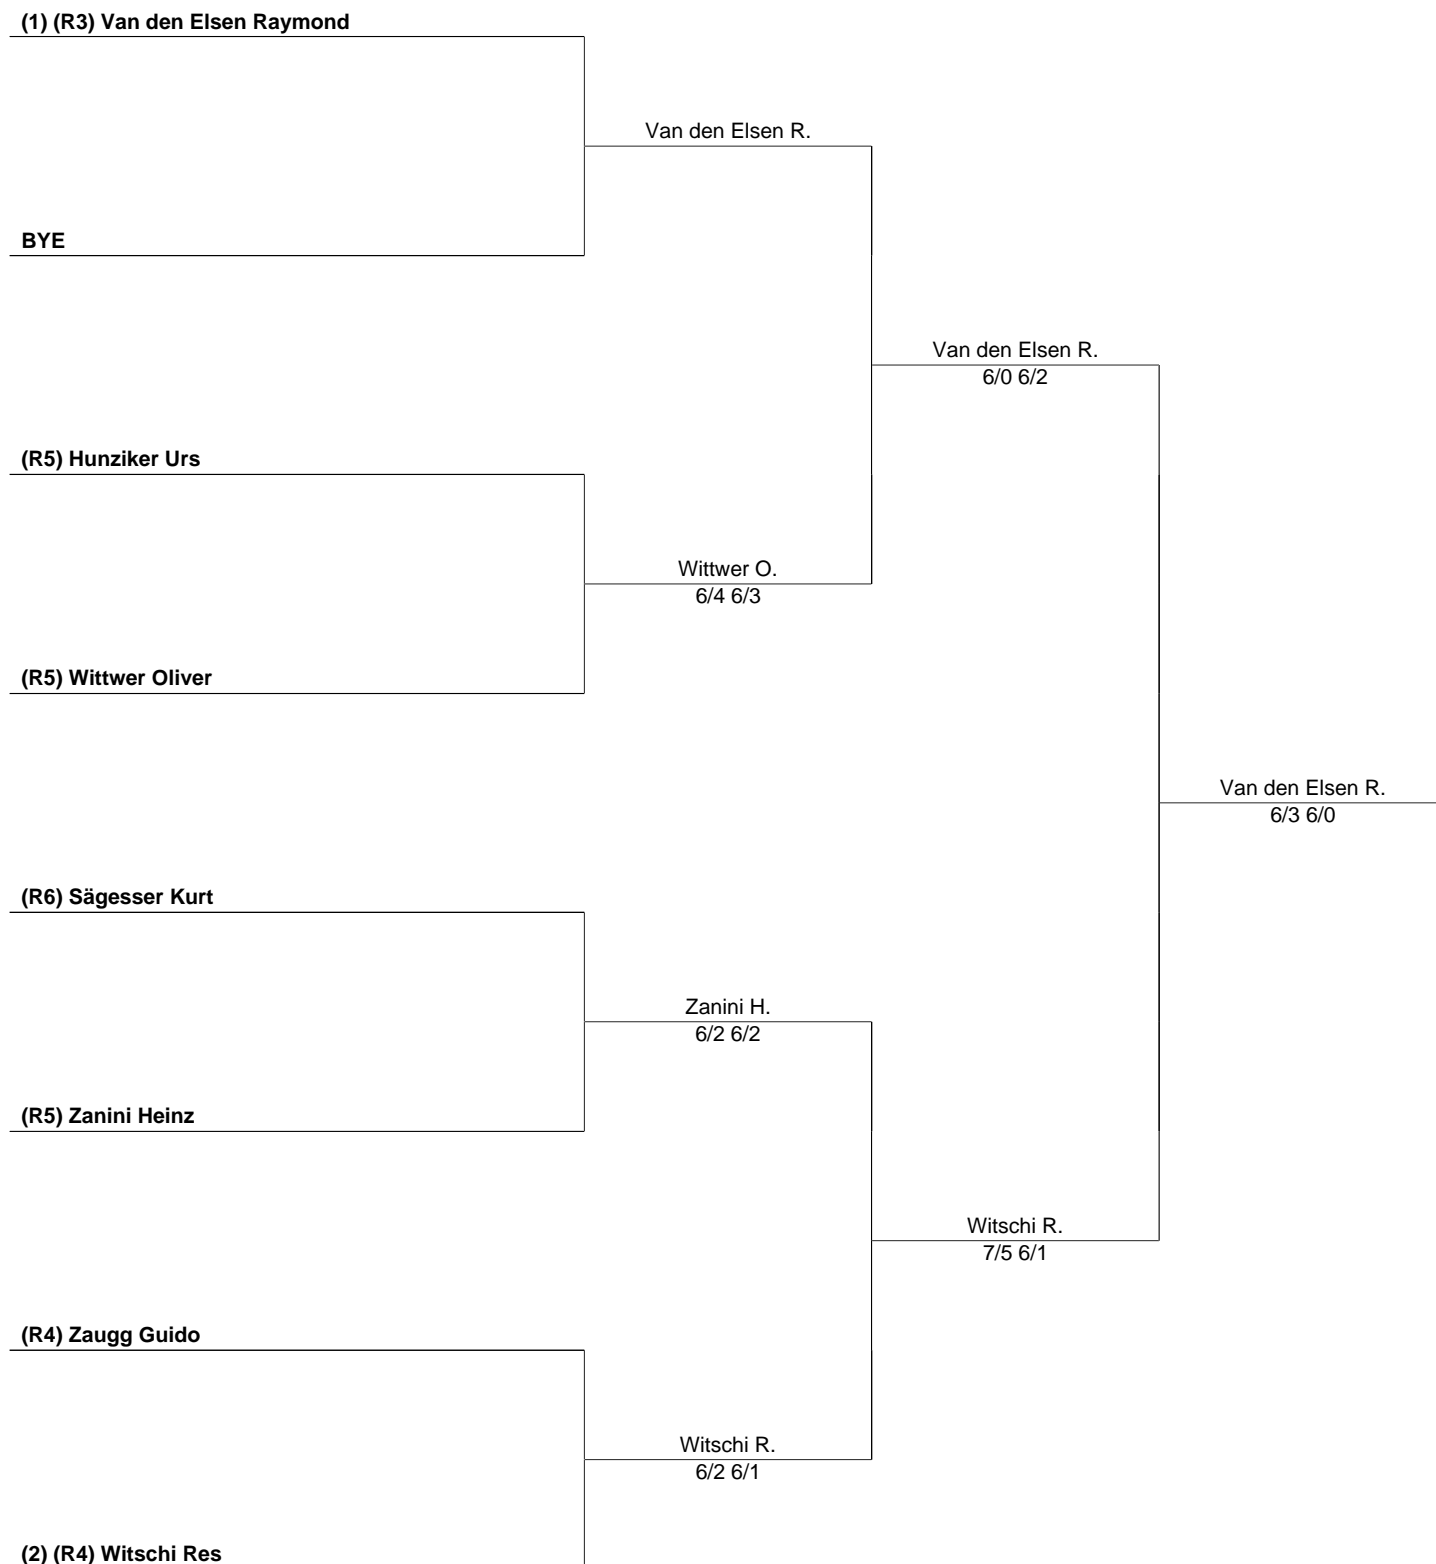 (1) (R3) Van den Elsen Raymond
Van den Elsen R.
BYE
Van den Elsen R.
6/0 6/2
(R5) Hunziker Urs
Wittwer O.
6/4 6/3
(R5) Wittwer Oliver
Van den Elsen R.
6/3 6/0
(R6) Sägesser Kurt
Zanini H.
6/2 6/2
(R5) Zanini Heinz
Witschi R.
7/5 6/1
(R4) Zaugg Guido
Witschi R.
6/2 6/1
(2) (R4) Witschi Res